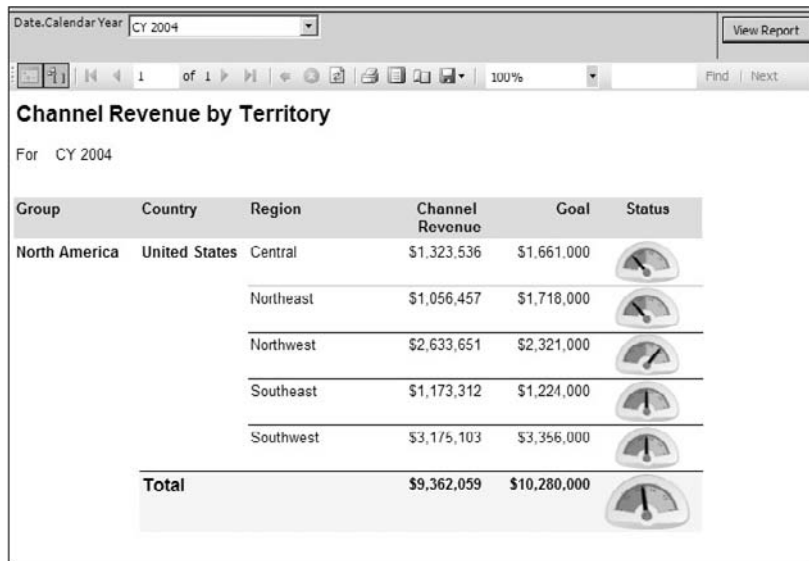 Date.Calendar Year CY 2004 View Report
1 of 1 100% Find | Next
Channel Revenue by Territory
For CY 2004
Group Country Region Channel Revenue Goal Status
North America United States Central $1,323,536 $1,661,000
Northeast $1,056,457 $1,718,000
Northwest $2,633,651 $2,321,000
Southeast $1,173,312 $1,224,000
Southwest $3,175,103 $3,356,000
Total $9,362,059 $10,280,000